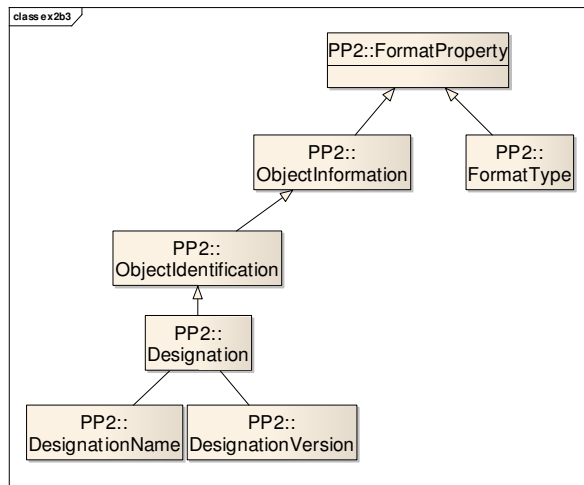 class ex2b3
PP2::FormatProperty
PP2::
ObjectInformation
PP2::
FormatType
PP2::
ObjectIdentification
PP2::
Designation
PP2::
DesignationName
PP2::
DesignationVersion